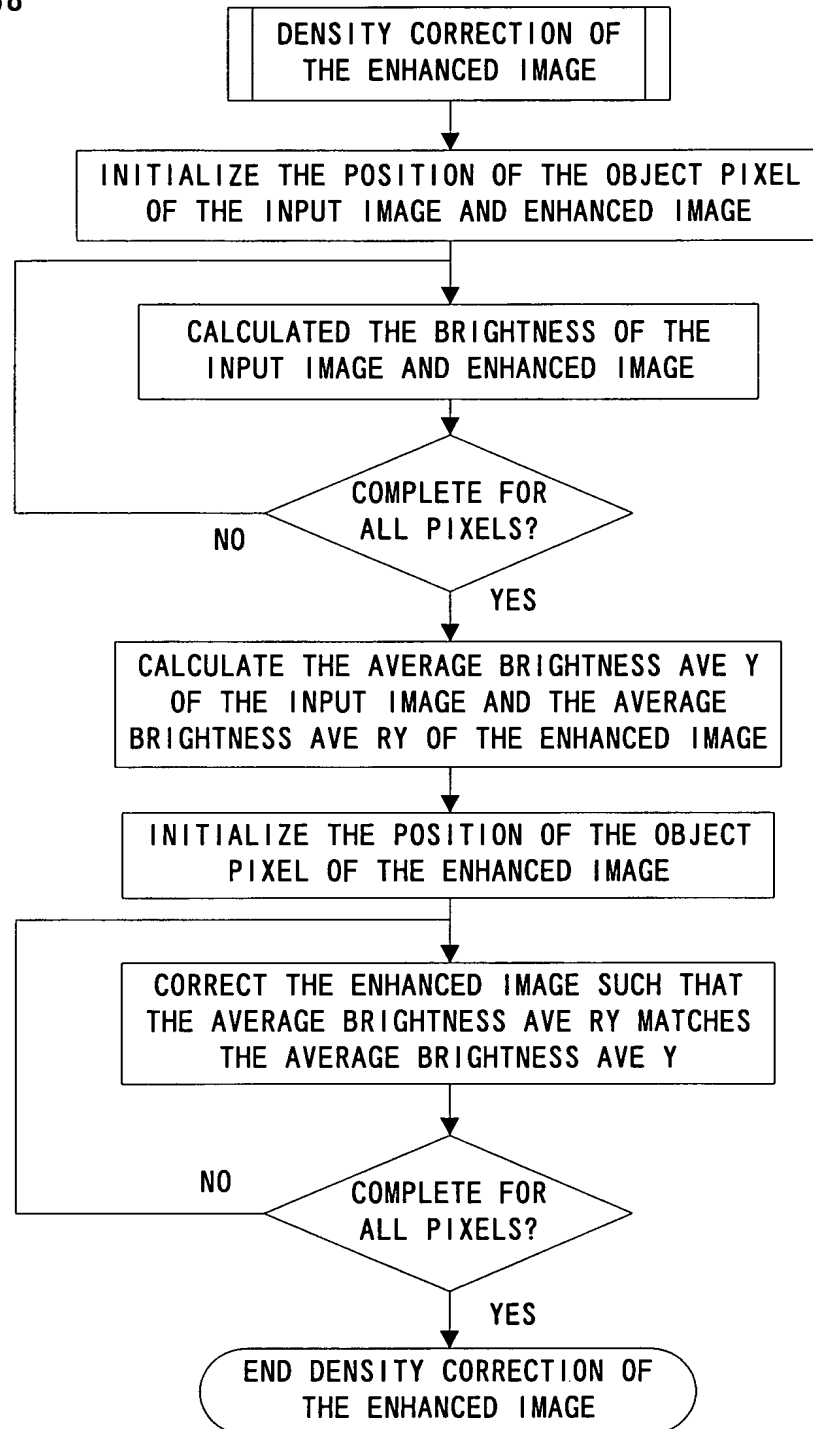 DENSITY CORRECTION OF
THE ENHANCED IMAGE
INITIALIZE THE POSITION OF THE OBJECT PIXEL
OF THE INPUT IMAGE AND ENHANCED IMAGE
CALCULATED THE BRIGHTNESS OF THE
INPUT IMAGE AND ENHANCED IMAGE
COMPLETE FOR
ALL PIXELS?
NO
YES
CALCULATE THE AVERAGE BRIGHTNESS AVE Y
OF THE INPUT IMAGE AND THE AVERAGE
BRIGHTNESS AVE RY OF THE ENHANCED IMAGE
INITIALIZE THE POSITION OF THE OBJECT
PIXEL OF THE ENHANCED IMAGE
CORRECT THE ENHANCED IMAGE SUCH THAT
THE AVERAGE BRIGHTNESS AVE RY MATCHES
THE AVERAGE BRIGHTNESS AVE Y
NO
COMPLETE FOR
ALL PIXELS?
YES
END DENSITY CORRECTION OF
THE ENHANCED IMAGE